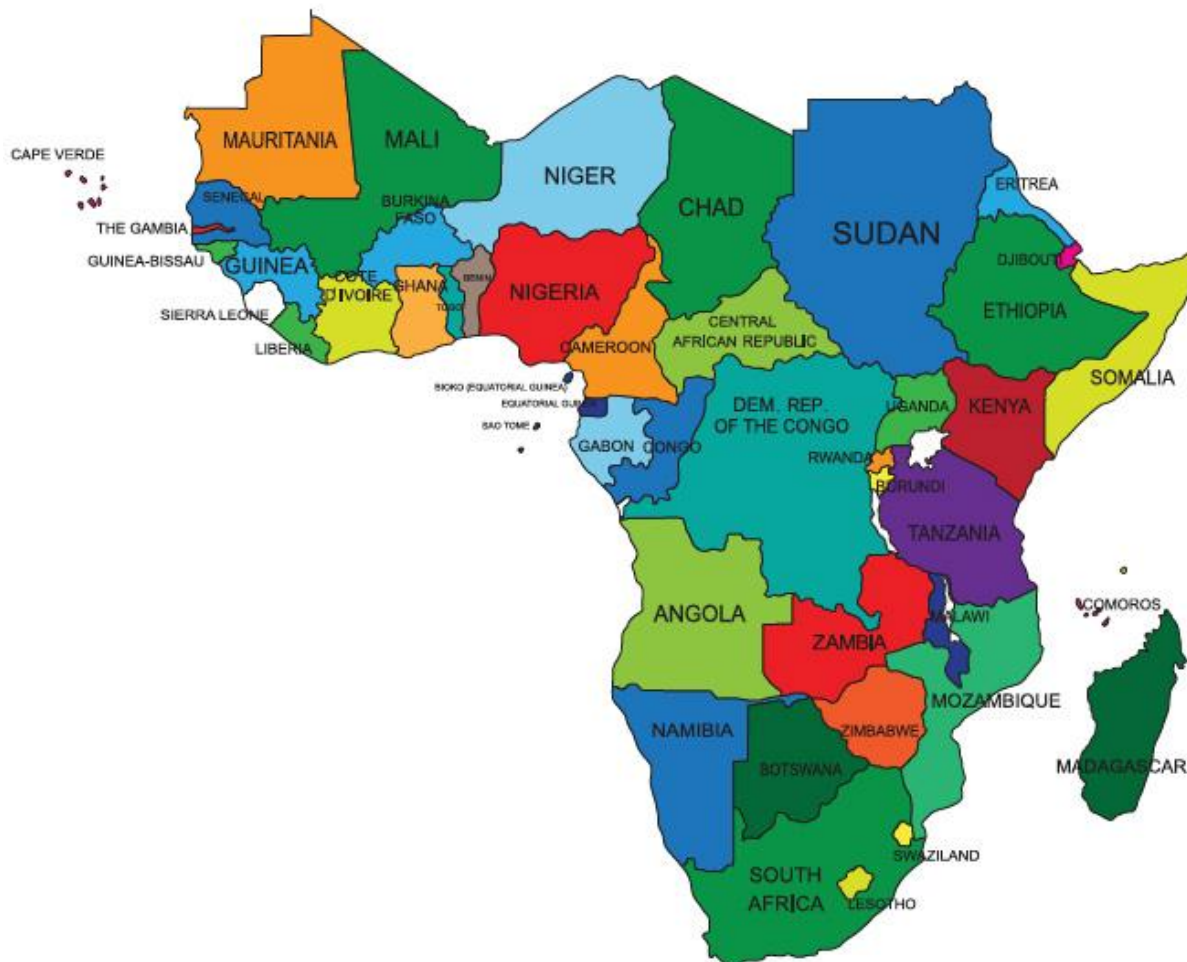 MAURITANIA
MALI
CAPE VERDE
NIGER
CHAD
SUDAN
ERITREA
SENEGAL
BURKINA
FASO
THE GAMBIA
GUINEA-BISSAU
GUINEA
COTE
D'IVOIRE
GHANA
TOGO
BENIN
NIGERIA
DJIBOUTI
ETHIOPIA
SIERRA LEONE
LIBERIA
CAMEROON
CENTRAL
AFRICAN REPUBLIC
SOMALIA
BIOKO (EQUATORIAL GUINEA)
EQUATORIAL GUINEA
SAO TOME
GABON
CONGO
DEM. REP.
OF THE CONGO
UGANDA
KENYA
RWANDA
BURUNDI
TANZANIA
ANGOLA
ZAMBIA
MALAWI
COMOROS
MOZAMBIQUE
NAMIBIA
ZIMBABWE
BOTSWANA
MADAGASCAR
SWAZILAND
SOUTH
AFRICA
LESOTHO